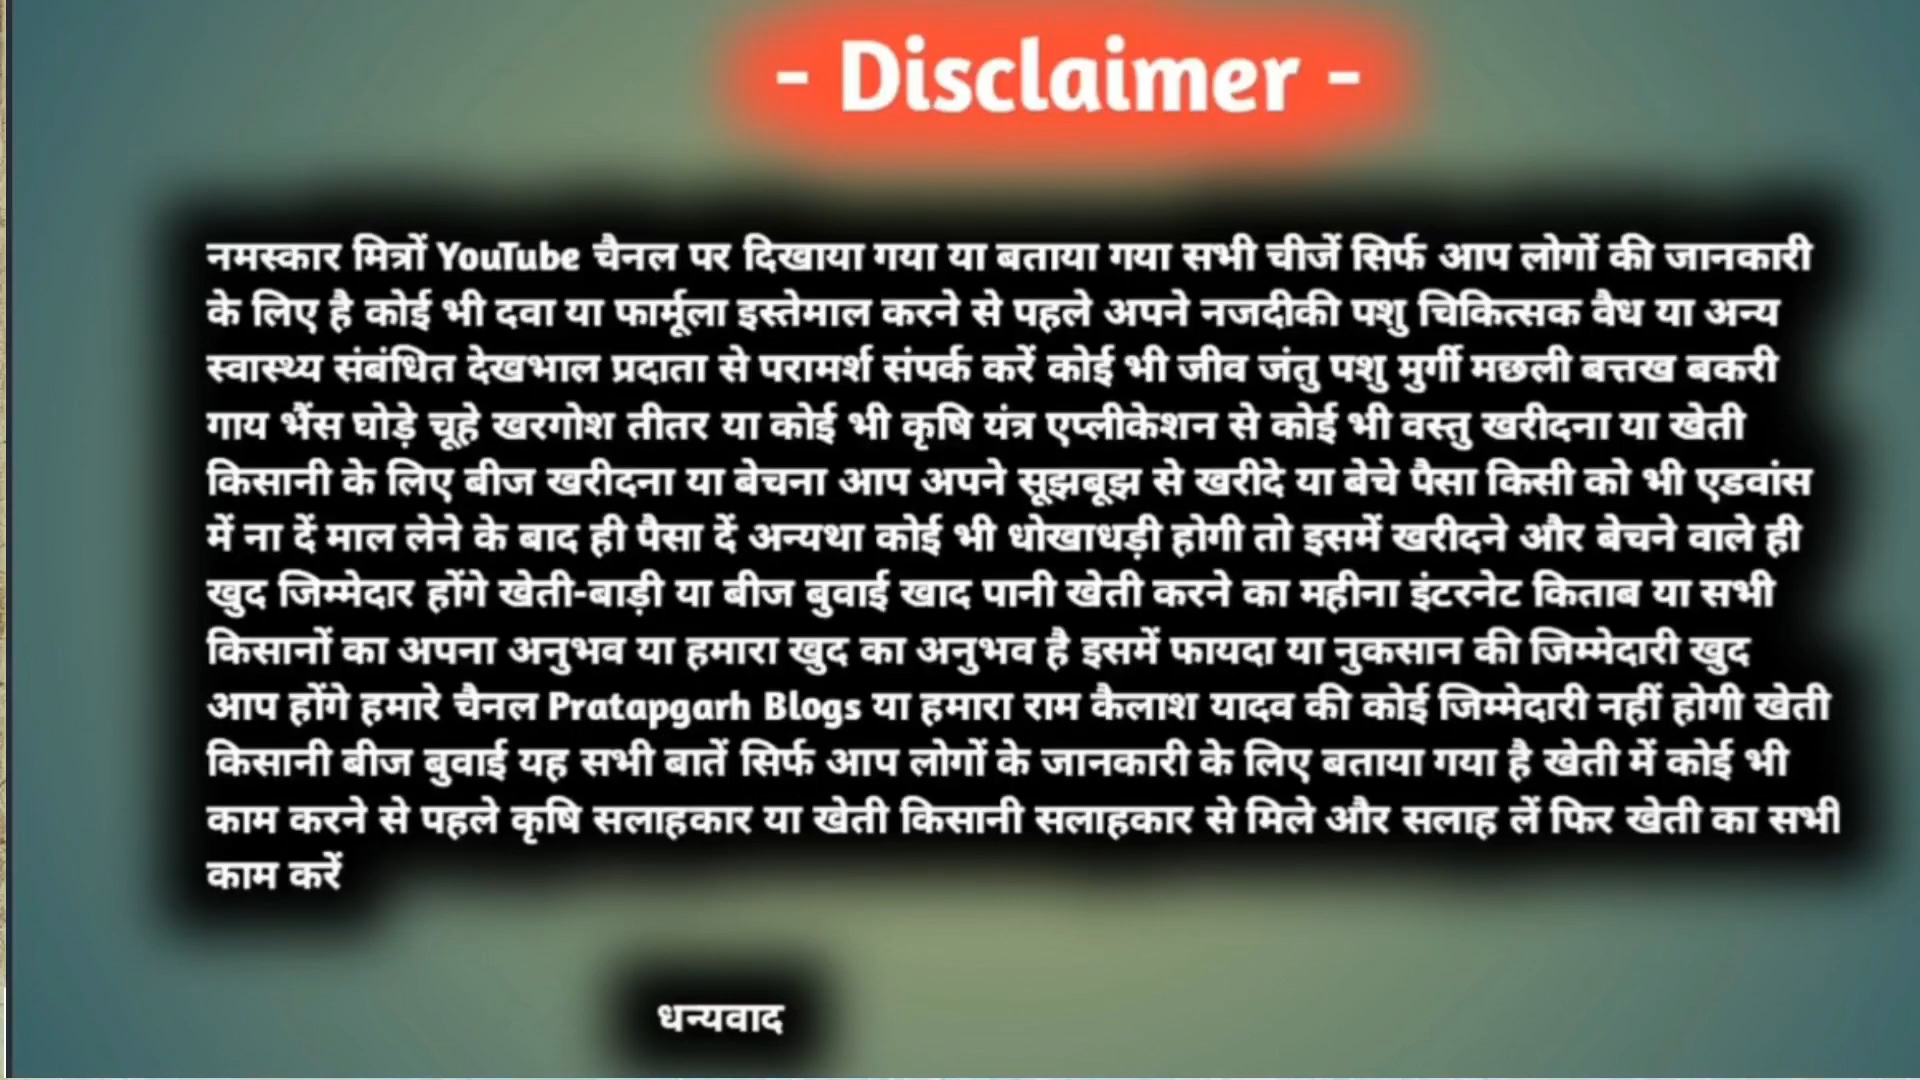 - Disclaimer -
नमस्कार मित्रों YouTube चैनल पर दिखाया गया या बताया गया सभी चीजें सिर्फ आप लोगों की जानकारी
के लिए है कोई भी दवा या फार्मूला इस्तेमाल करने से पहले अपने नजदीकी पशु चिकित्सक वैध या अन्य
स्वास्थ्य संबंधित देखभाल प्रदाता से परामर्श संपर्क करें कोई भी जीव जंतु पशु मुर्गी मछली बत्तख बकरी
गाय भैंस घोड़े चूहे खरगोश तीतर या कोई भी कृषि यंत्र एप्लीकेशन से कोई भी वस्तु खरीदना या खेती
किसानी के लिए बीज खरीदना या बेचना आप अपने सूझबूझ से खरीदे या बेचे पैसा किसी को भी एडवांस
में ना दें माल लेने के बाद ही पैसा दें अन्यथा कोई भी धोखाधड़ी होगी तो इसमें खरीदने और बेचने वाले ही
खुद जिम्मेदार होंगे खेती-बाड़ी या बीज बुवाई खाद पानी खेती करने का महीना इंटरनेट किताब या सभी
किसानों का अपना अनुभव या हमारा खुद का अनुभव है इसमें फायदा या नुकसान की जिम्मेदारी खुद
आप होंगे हमारे चैनल Pratapgarh Blogs या हमारा राम कैलाश यादव की कोई जिम्मेदारी नहीं होगी खेती
किसानी बीज बुवाई यह सभी बातें सिर्फ आप लोगों के जानकारी के लिए बताया गया है खेती में कोई भी
काम करने से पहले कृषि सलाहकार या खेती किसानी सलाहकार से मिले और सलाह लें फिर खेती का सभी
काम करें
धन्यवाद